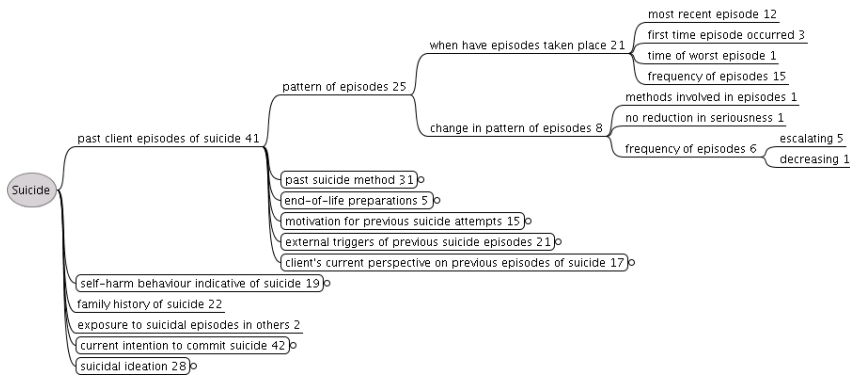 most recent episode 12
first time episode occurred 3
when have episodes taken place 21
time of worst episode 1
frequency of episodes 15
pattern of episodes 25
methods involved in episodes 1
no reduction in seriousness 1
change in pattern of episodes 8
frequency of episodes 6
escalating 5
decreasing 1
past client episodes of suicide 41
past suicide method 31
end-of-life preparations 5
motivation for previous suicide attempts 15
external triggers of previous suicide episodes 21
client's current perspective on previous episodes of suicide 17
Suicide
self-harm behaviour indicative of suicide 19
family history of suicide 22
exposure to suicidal episodes in others 2
current intention to commit suicide 42
suicidal ideation 28